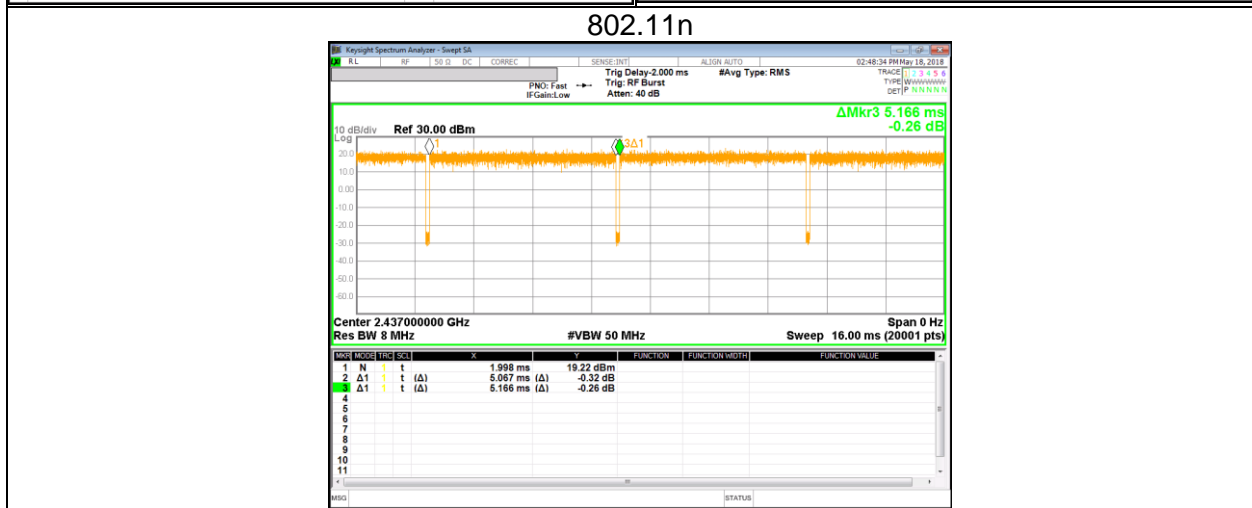 802.11n
Keysight Spectrum Analyzer - Swept SA
RL RF 50 Ω DC CORREC SENSE:INT ALIGN AUTO 02:48:34 PM May 18, 2018
Trig Delay-2.000 ms #Avg Type: RMS TRACE 1 2 3 4 5 6
PNO: Fast Trig: RF Burst TYPE WWWWWW
IFGain:Low Atten: 40 dB DET P N N N N N
ΔMkr3 5.166 ms
10 dB/div Ref 30.00 dBm -0.26 dB
Log
1 3Δ1
20.0
10.0
0.00
-10.0
-20.0
-30.0
-40.0
-50.0
-60.0
Center 2.437000000 GHz Span 0 Hz
Res BW 8 MHz #VBW 50 MHz Sweep 16.00 ms (20001 pts)
MKR MODE TRC SCL X Y FUNCTION FUNCTION WIDTH FUNCTION VALUE
1 N 1 t 1.998 ms 19.22 dBm
2 Δ1 1 t (Δ) 5.067 ms (Δ) -0.32 dB
3 Δ1 1 t (Δ) 5.166 ms (Δ) -0.26 dB
4
5
6
7
8
9
10
11
MSG STATUS